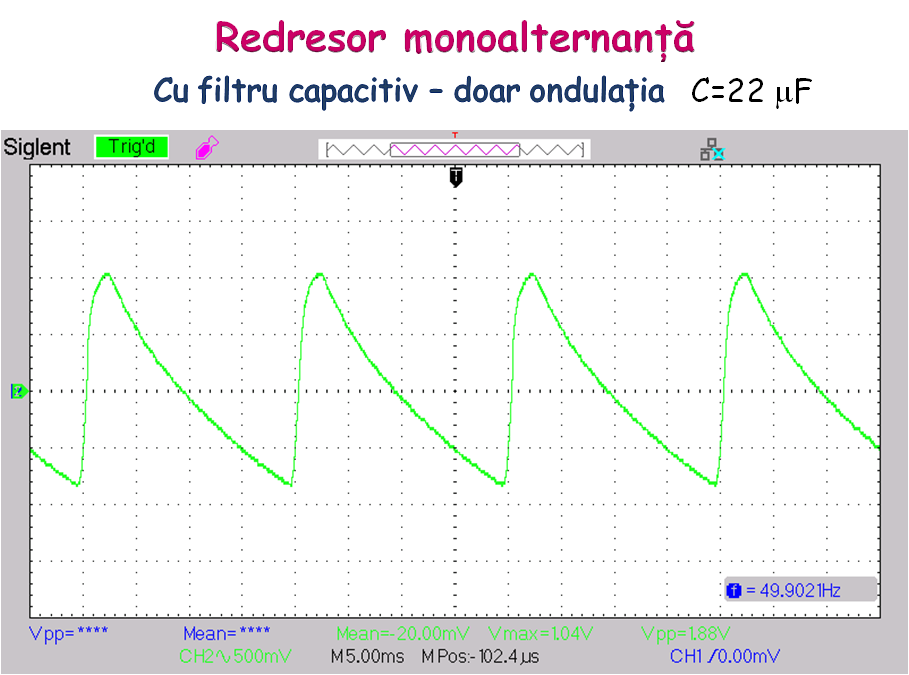 Redresor monoalternanță
Cu filtru capacitiv – doar ondulația C=22 μF
Siglent Trig'd
T
T
f = 49.9021Hz
Vpp=**** Mean=**** Mean=-20.00mV Vmax=1.04V Vpp=1.88V
CH2∿500mV M5.00ms M Pos:-102.4μs CH1 ƒ0.00mV